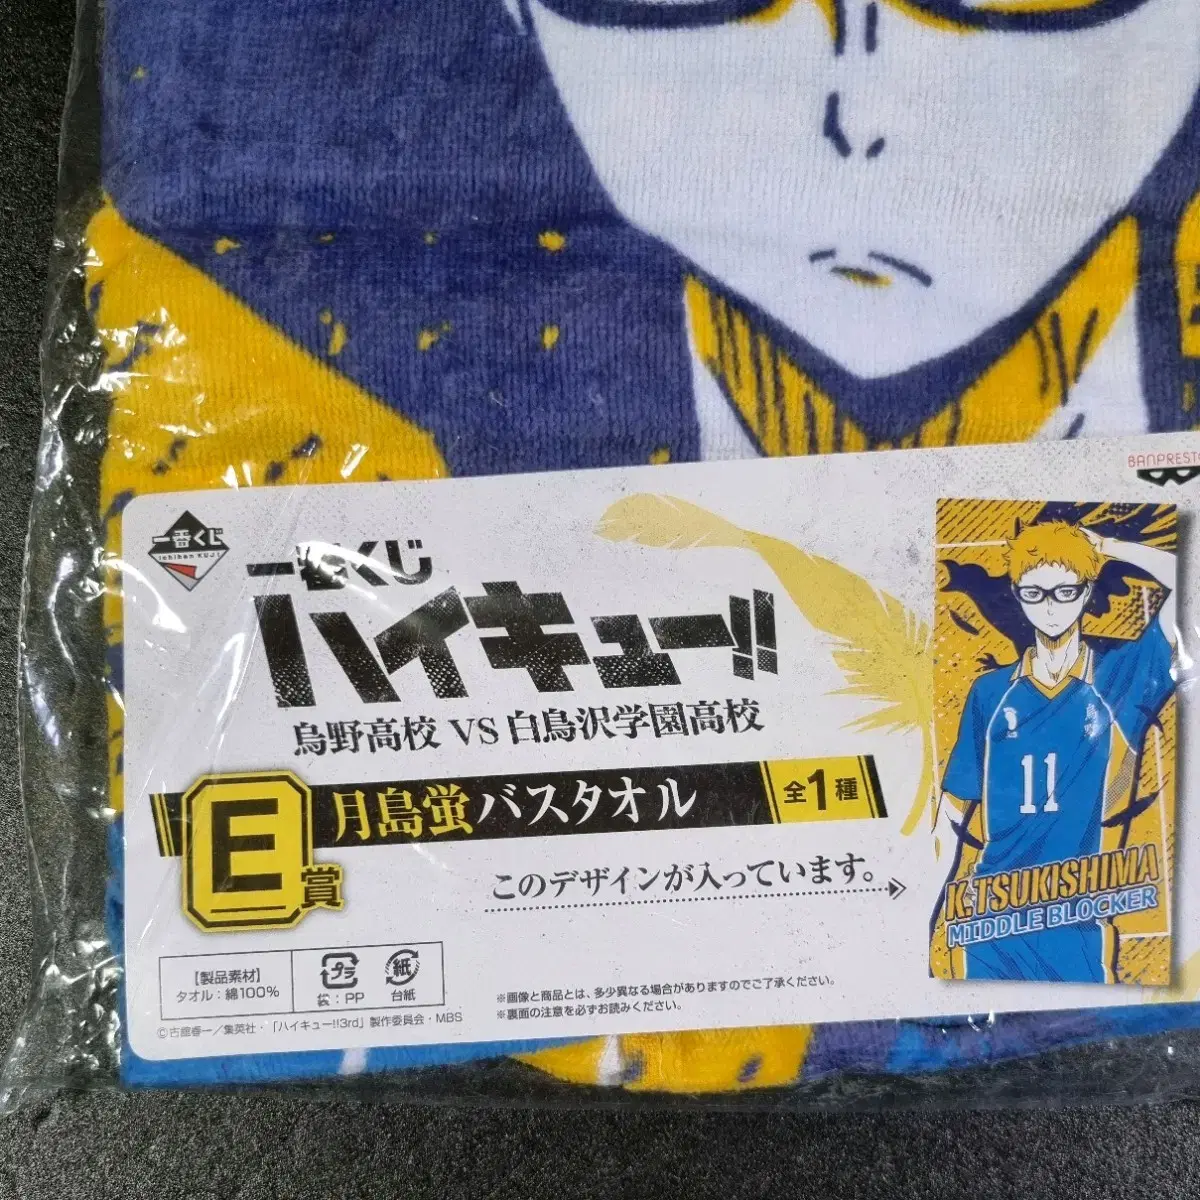 BANPRESTO
一番くじ
Ichiban KUJI
一番くじ
ハイキュー!!
烏野高校 VS 白鳥沢学園高校
E賞
月島蛍バスタオル
全1種
このデザインが入っています。
11
K.TSUKISHIMA
MIDDLE BLOCKER
【製品素材】
タオル:綿100%
プラ
袋:PP
紙
台紙
※画像と商品とは、多少異なる場合がありますのでご了承ください。
※裏面の注意を必ずお読みください。
©古舘春一/集英社・「ハイキュー!!3rd」製作委員会・MBS